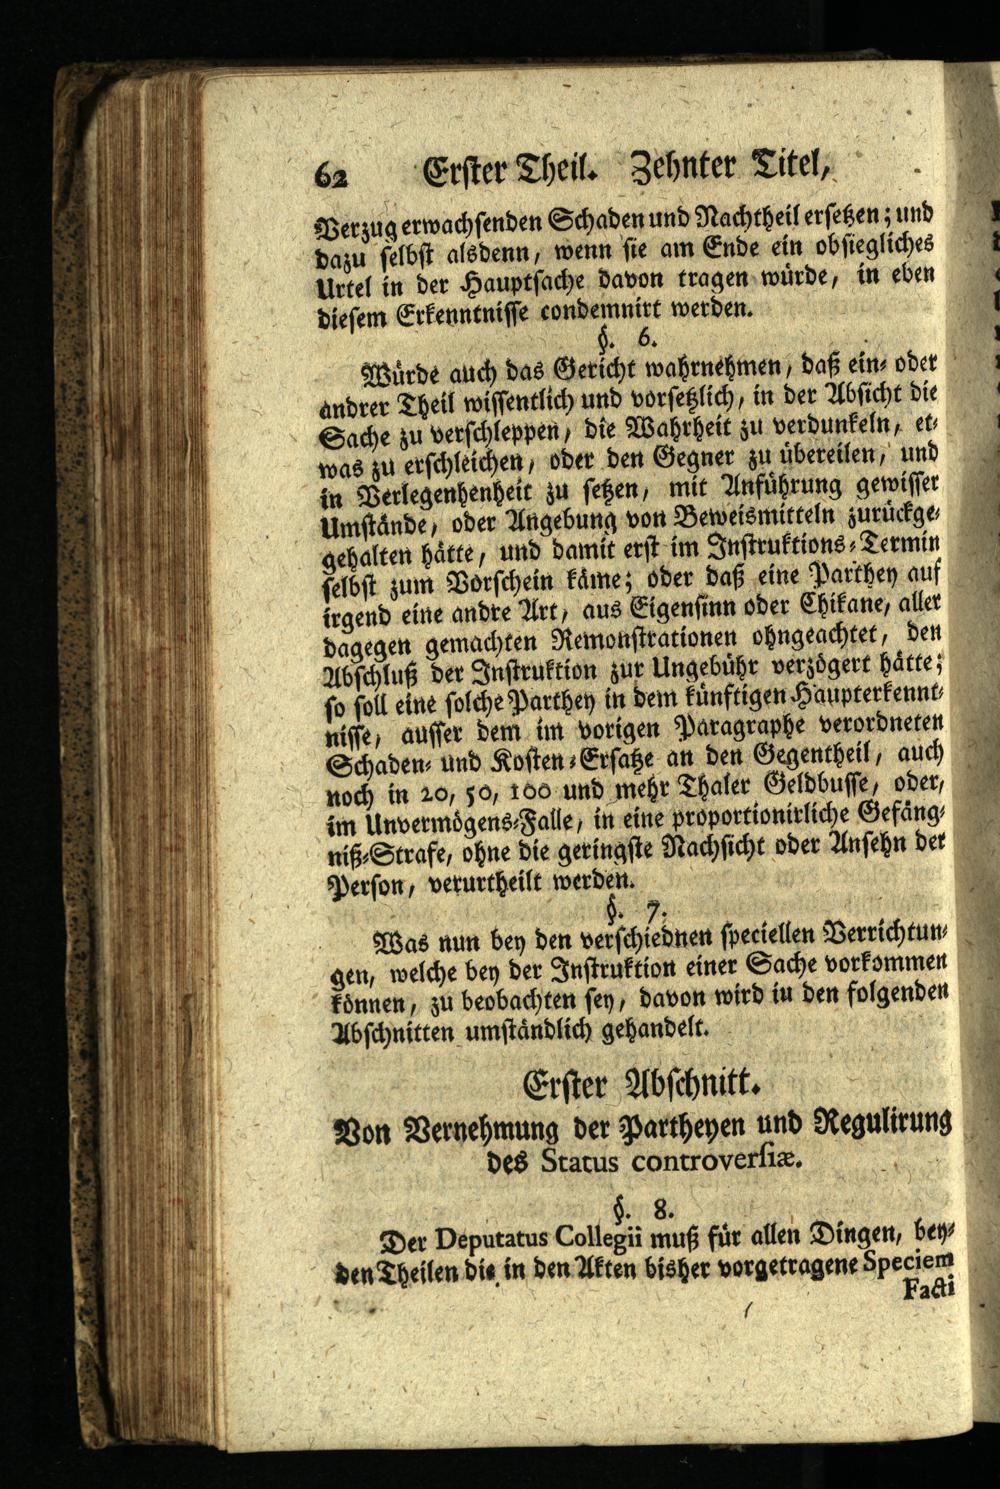 62 Erster Theil. Zehnter Titel,
Verzug erwachsenden Schaden und Nachtheil ersetzen; und
dazu selbst alsdenn, wenn sie am Ende ein obsiegliches
Urtel in der Hauptsache davon tragen würde, in eben
diesem Erkenntnisse condemnirt werden.
§. 6.
Würde auch das Gericht wahrnehmen, daß ein- oder
andrer Theil wissentlich und vorsetzlich, in der Absicht die
Sache zu verschleppen, die Wahrheit zu verdunkeln, et-
was zu erschleichen, oder den Gegner zu übereilen, und
in Verlegenhenheit zu setzen, mit Anführung gewisser
Umstände, oder Angebung von Beweismitteln zurückge-
gehalten hätte, und damit erst im Instruktions-Termin
selbst zum Vorschein käme; oder daß eine Parthey auf
irgend eine andre Art, aus Eigensinn oder Chikane, aller
dagegen gemachten Remonstrationen ohngeachtet, den
Abschluß der Instruktion zur Ungebühr verzögert hätte;
so soll eine solche Parthey in dem künftigen Haupterkennt-
nisse, ausser dem im vorigen Paragraphe verordneten
Schaden- und Kosten-Ersatze an den Gegentheil, auch
noch in 20, 50, 100 und mehr Thaler Geldbusse, oder,
im Unvermögens-Falle, in eine proportionirliche Gefäng-
niß-Strafe, ohne die geringste Nachsicht oder Ansehn der
Person, verurtheilt werden.
§. 7.
Was nun bey den verschiednen speciellen Verrichtun-
gen, welche bey der Instruktion einer Sache vorkommen
können, zu beobachten sey, davon wird in den folgenden
Abschnitten umständlich gehandelt.
Erster Abschnitt.
Von Vernehmung der Partheyen und Regulirung
des Status controversiæ.
§. 8.
Der Deputatus Collegii muß für allen Dingen, bey-
den Theilen die in den Akten bisher vorgetragene Speciem
Facti